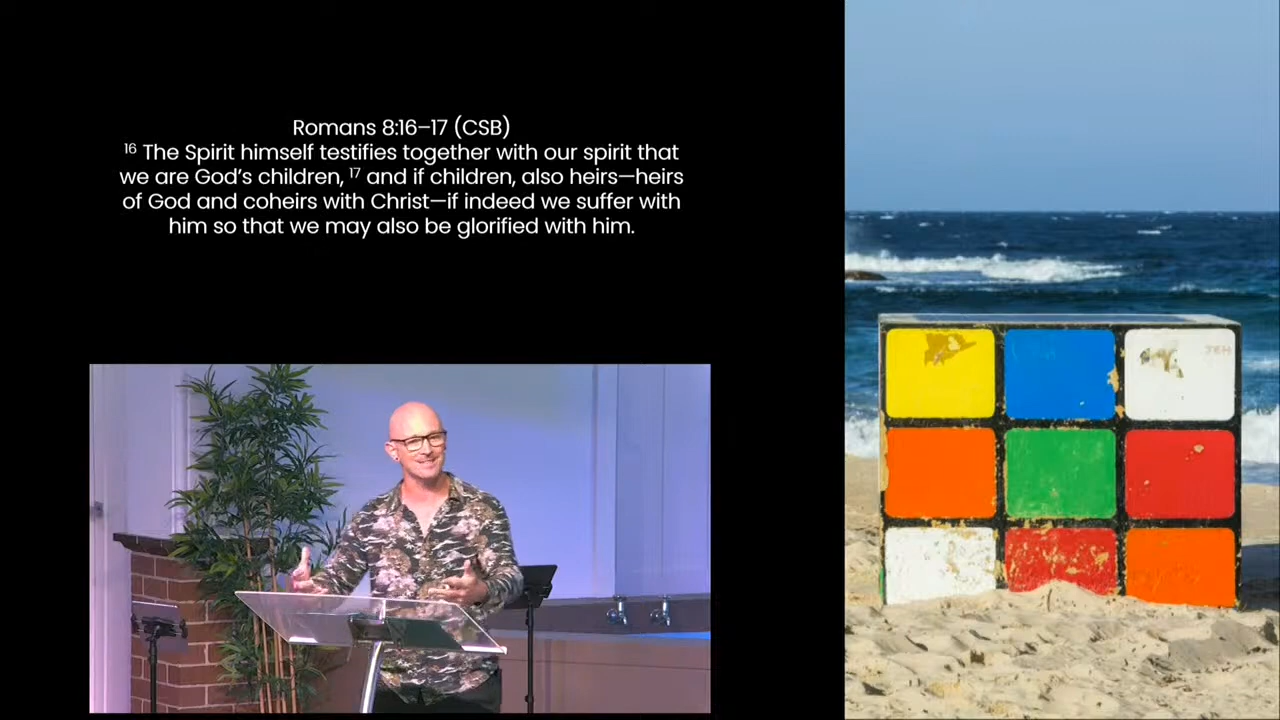 Romans 8:16–17 (CSB)
¹⁶ The Spirit himself testifies together with our spirit that
we are God's children, ¹⁷ and if children, also heirs—heirs
of God and coheirs with Christ—if indeed we suffer with
him so that we may also be glorified with him.